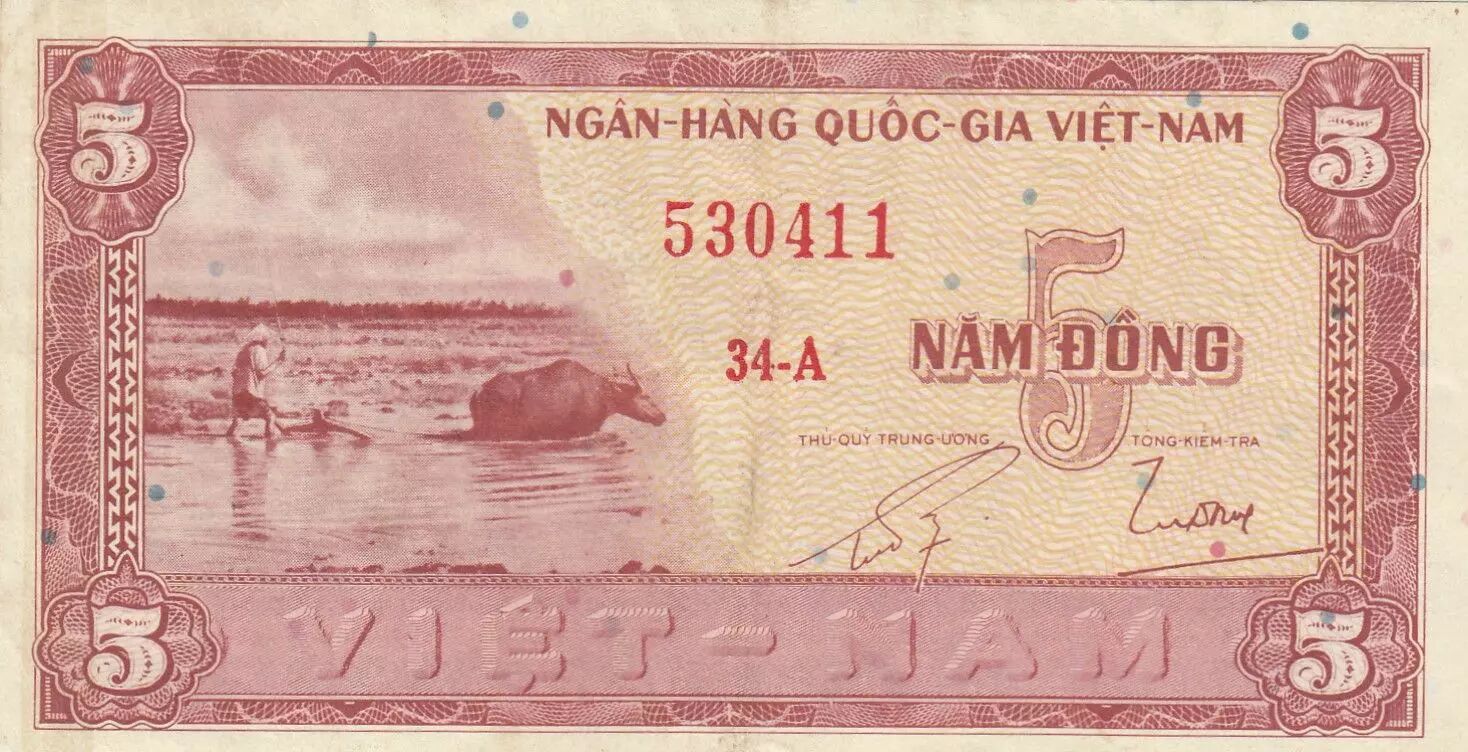 5 5
NGÂN-HÀNG QUỐC-GIA VIỆT-NAM
530411
5
34-A NĂM ĐỒNG
THỦ-QUỸ TRUNG-ƯƠNG TỔNG-KIỂM-TRA
5 VIỆT-NAM 5